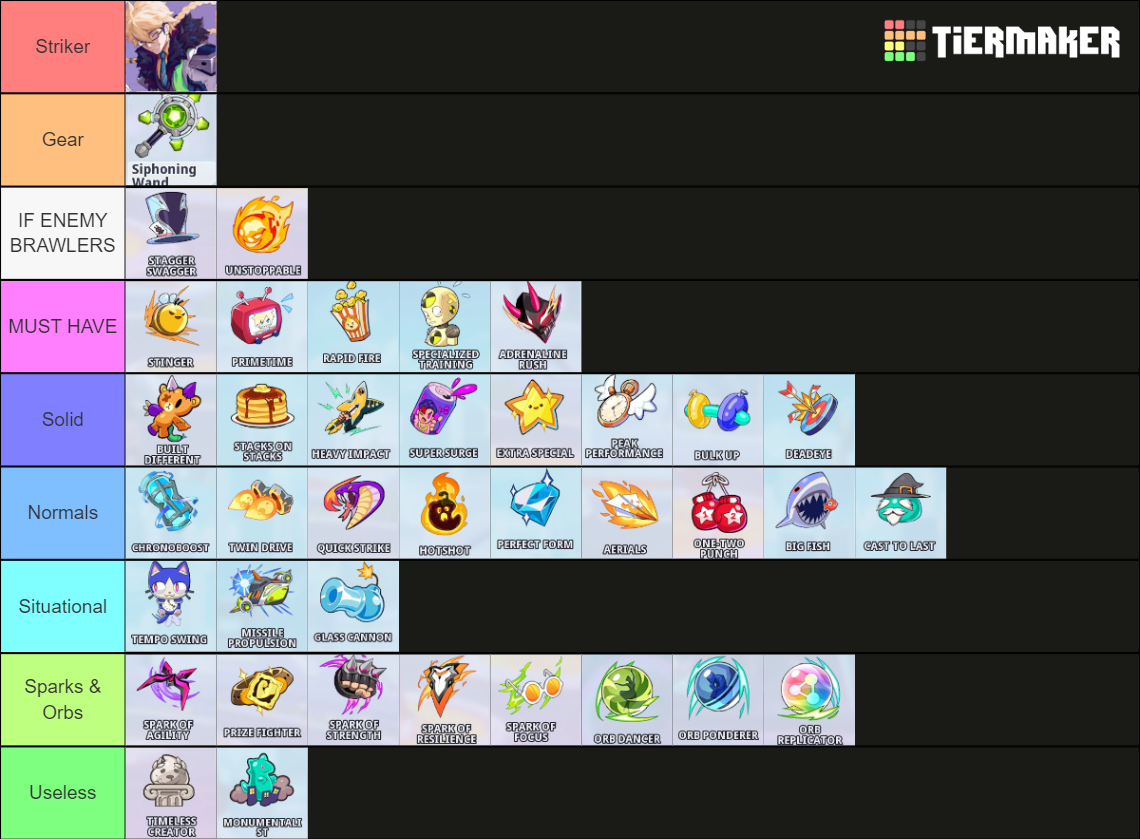 Striker
TiERMAKER
Gear
Siphoning
Wand
IF ENEMY
BRAWLERS
STAGGER
SWAGGER
UNSTOPPABLE
MUST HAVE
STINGER
PRIMETIME
RAPID FIRE
SPECIALIZED
TRAINING
ADRENALINE
RUSH
Solid
BUILT
DIFFERENT
STACKS ON
STACKS
HEAVY IMPACT
SUPER SURGE
EXTRA SPECIAL
PEAK
PERFORMANCE
BULK UP
DEADEYE
Normals
CHRONOBOOST
TWIN DRIVE
QUICK STRIKE
HOTSHOT
PERFECT FORM
AERIALS
ONE-TWO
PUNCH
BIG FISH
CAST TO LAST
Situational
TEMPO SWING
MISSILE
PROPULSION
GLASS CANNON
Sparks &
Orbs
SPARK OF
AGILITY
PRIZE FIGHTER
SPARK OF
STRENGTH
SPARK OF
RESILIENCE
SPARK OF
FOCUS
ORB DANCER
ORB PONDERER
ORB
REPLICATOR
Useless
TIMELESS
CREATOR
MONUMENTALI
ST